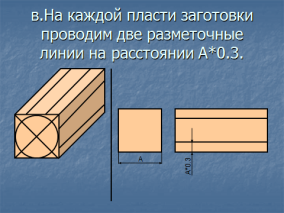 в.На каждой пласти заготовки
проводим две разметочные
линии на расстоянии А*0.3.
А
А*0.3